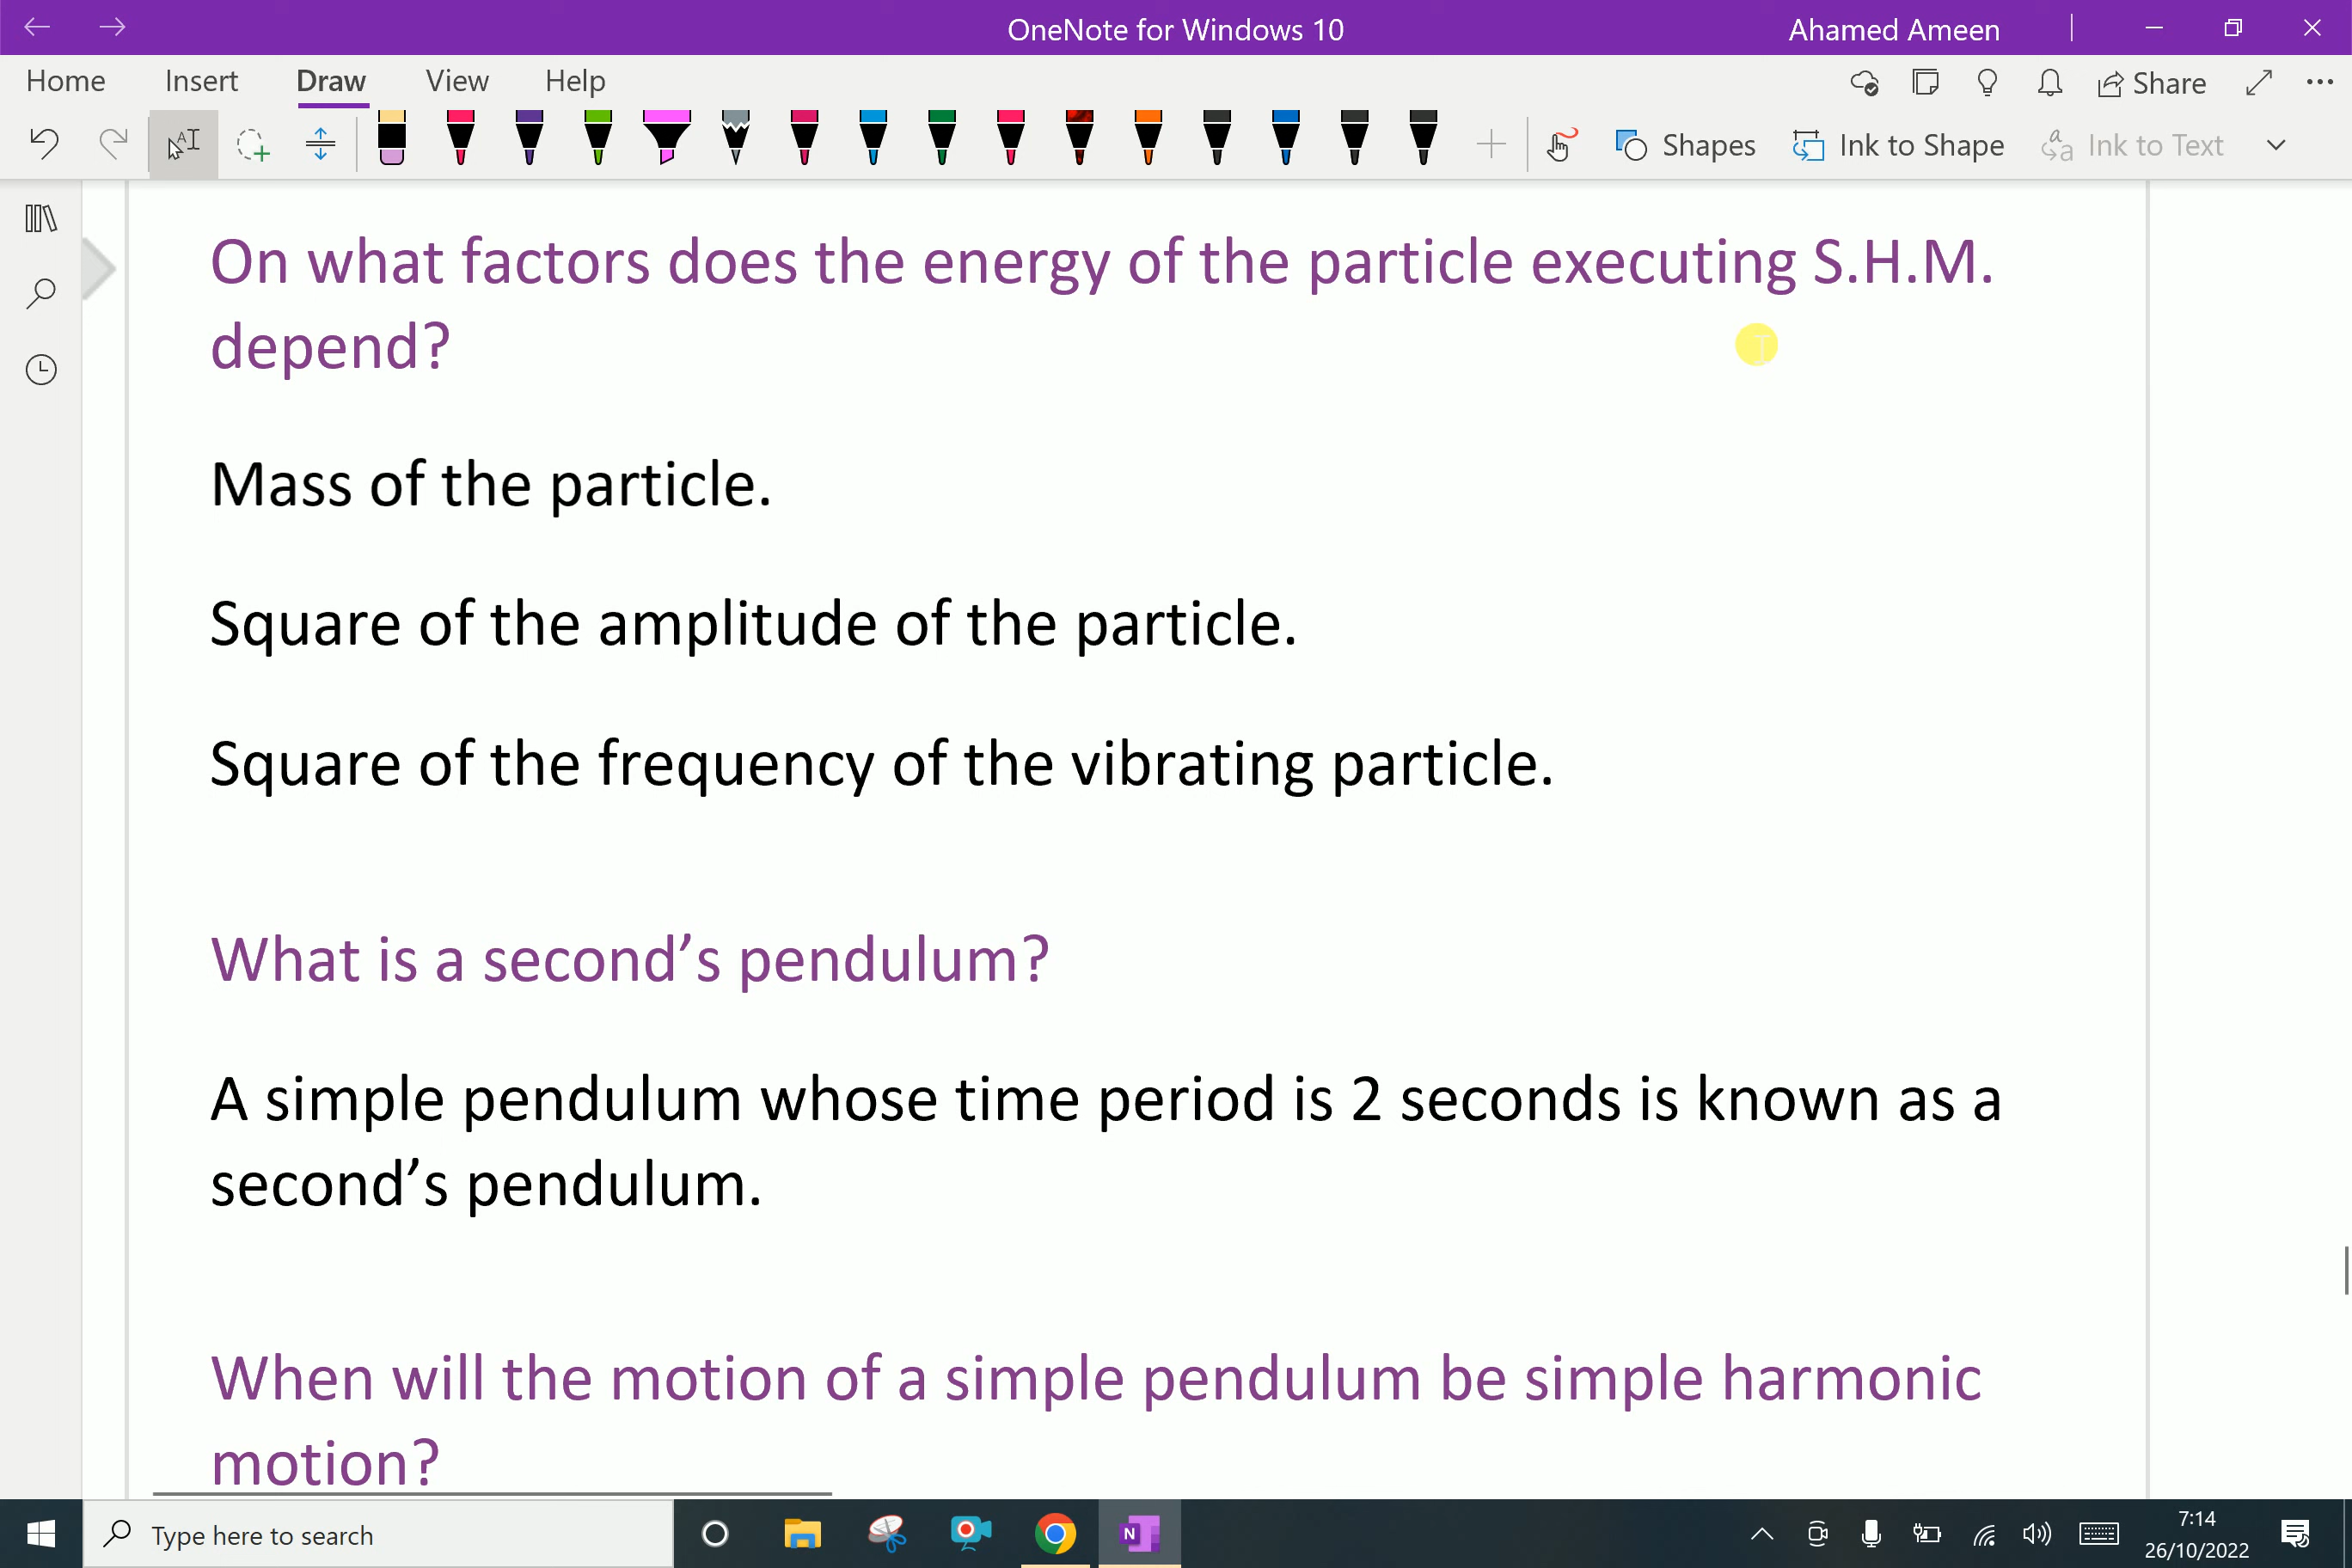 OneNote for Windows 10
Ahamed Ameen
Home Insert Draw View Help
Share
Shapes Ink to Shape Ink to Text
On what factors does the energy of the particle executing S.H.M.
depend?
Mass of the particle.
Square of the amplitude of the particle.
Square of the frequency of the vibrating particle.
What is a second’s pendulum?
A simple pendulum whose time period is 2 seconds is known as a
second’s pendulum.
When will the motion of a simple pendulum be simple harmonic
motion?
Type here to search
7:14
26/10/2022